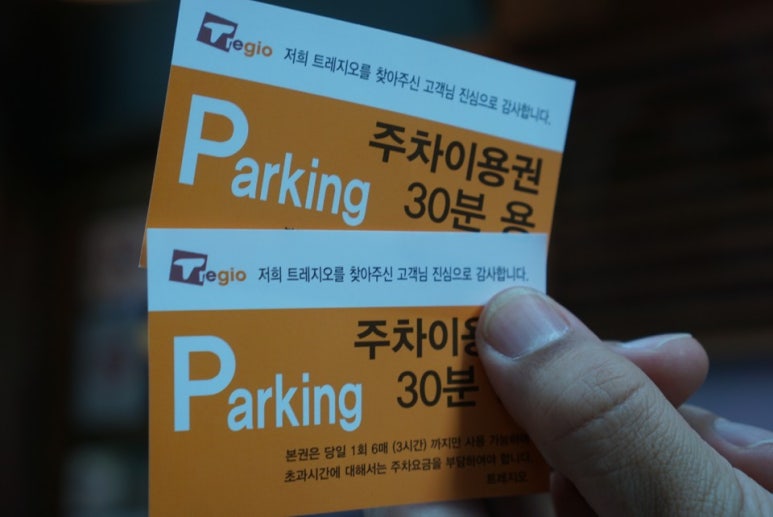 Tregio 저희 트레지오를 찾아주신 고객님 진심으로 감사합니다.
Parking
주차이용권
30분 용
Tregio 저희 트레지오를 찾아주신 고객님 진심으로 감사합니다.
Parking
주차이용
30분
본권은 당일 1회 6매 (3시간) 까지만 사용 가능하며
초과시간에 대해서는 주차요금을 부담하여야 합니다.
트레지오